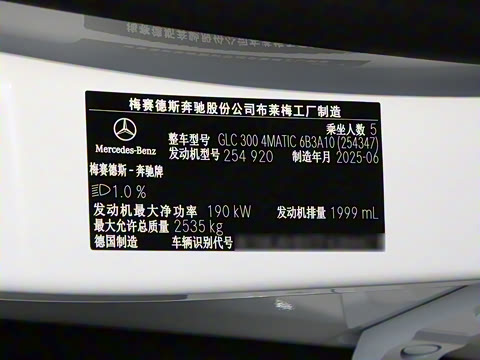 梅赛德斯奔驰股份公司布莱梅工厂制造
乘坐人数 5
Mercedes-Benz
整车型号 GLC 300 4MATIC 6B3A10 (254347)
发动机型号 254 920 制造年月 2025-06
梅赛德斯－奔驰牌
1.0 %
发动机最大净功率 190 kW 发动机排量 1999 mL
最大允许总质量 2535 kg
德国制造 车辆识别代号